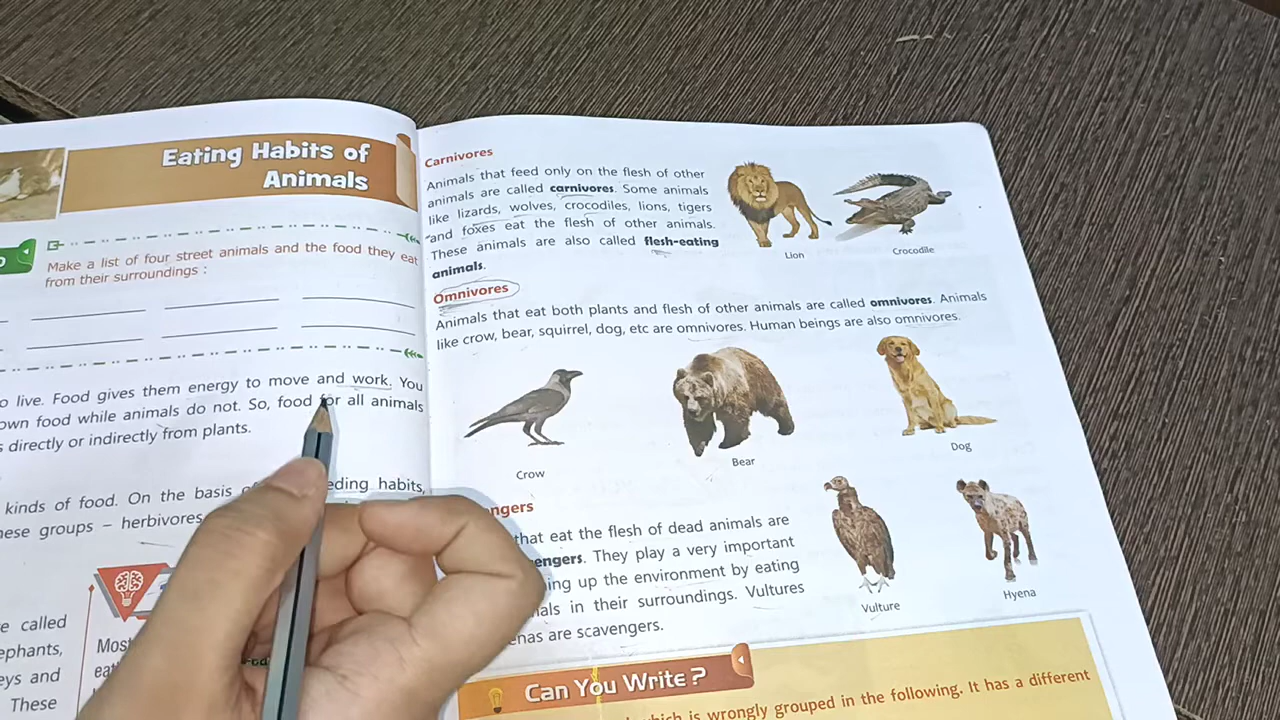 Eating Habits of
Animals
Make a list of four street animals and the food they eat
from their surroundings :
to live. Food gives them energy to move and work. You
own food while animals do not. So, food for all animals
directly or indirectly from plants.
kinds of food. On the basis of eding habits,
these groups – herbivores
called
ephants,
eys and
These
Most
Carnivores
Animals that feed only on the flesh of other
animals are called carnivores. Some animals
like lizards, wolves, crocodiles, lions, tigers
and foxes eat the flesh of other animals.
These animals are also called flesh-eating
animals.
Lion
Crocodile
Omnivores
Animals that eat both plants and flesh of other animals are called omnivores. Animals
like crow, bear, squirrel, dog, etc are omnivores. Human beings are also omnivores.
Crow
Bear
Dog
ngers
that eat the flesh of dead animals are
engers. They play a very important
ing up the environment by eating
als in their surroundings. Vultures
enas are scavengers.
Vulture
Hyena
Can You Write ?
which is wrongly grouped in the following. It has a different